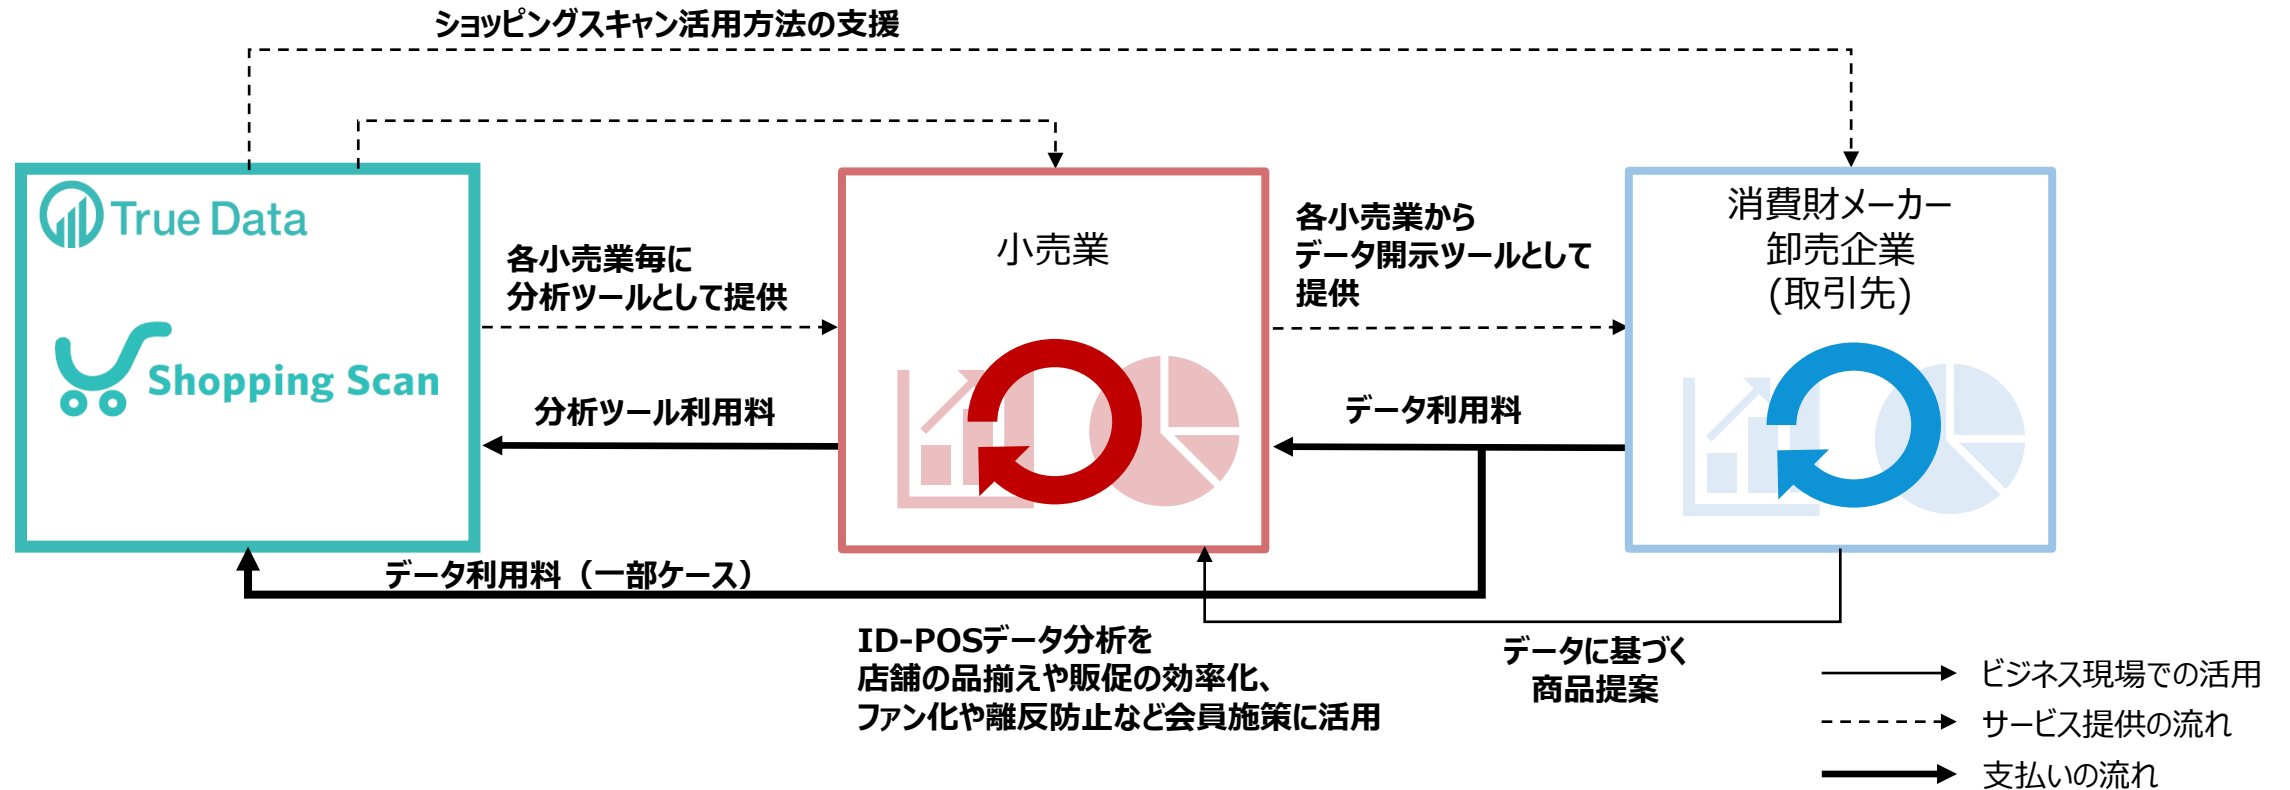 ショッピングスキャン活用方法の支援
True Data
Shopping Scan
各小売業毎に
分析ツールとして提供
分析ツール利用料
小売業
各小売業から
データ開示ツールとして
提供
データ利用料
消費財メーカー
卸売企業
(取引先)
データ利用料（一部ケース）
ID-POSデータ分析を
店舗の品揃えや販促の効率化、
ファン化や離反防止など会員施策に活用
データに基づく
商品提案
ビジネス現場での活用
サービス提供の流れ
支払いの流れ